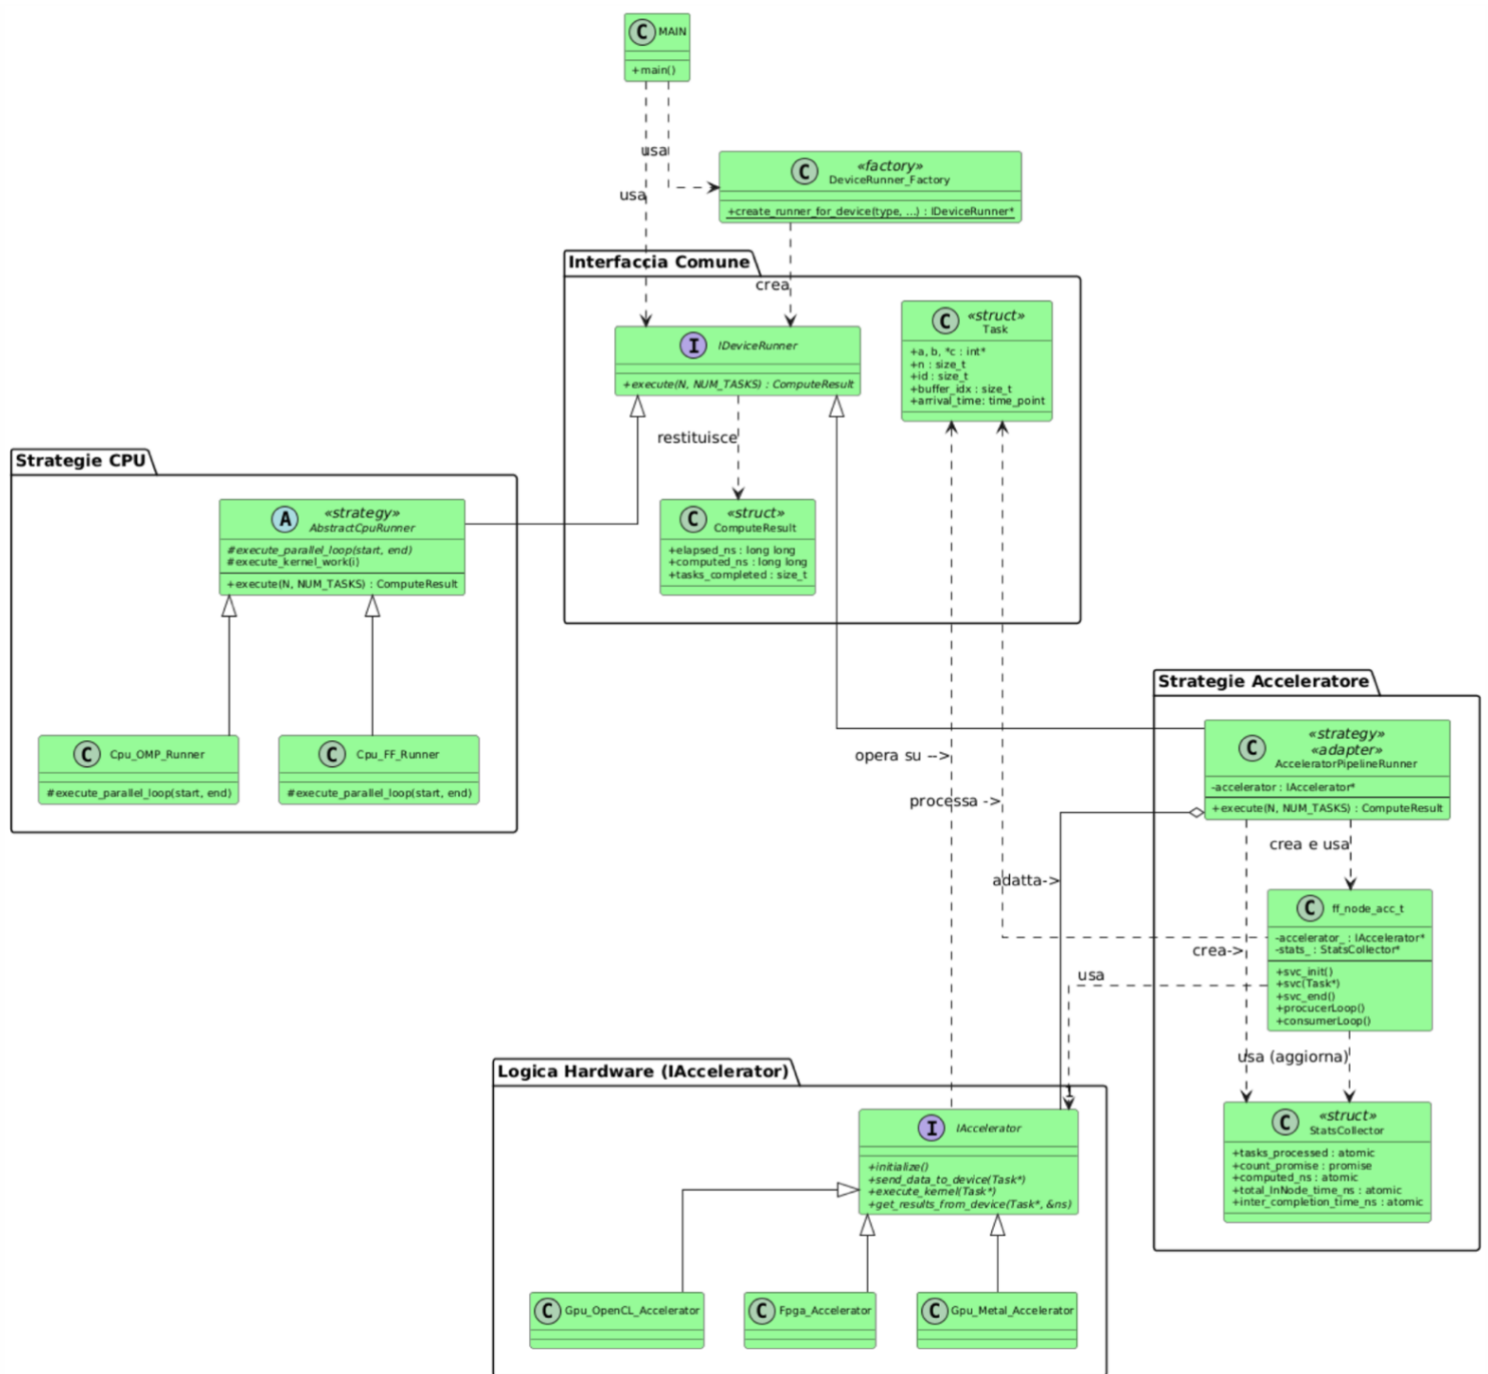 C MAIN
+main()
usa
usa
«factory»
C DeviceRunner_Factory
+create_runner_for_device(type, ...) : IDeviceRunner*
Interfaccia Comune
crea
I IDeviceRunner
+execute(N, NUM_TASKS) : ComputeResult
«struct»
C Task
+a, b, *c : int*
+n : size_t
+id : size_t
+buffer_idx : size_t
+arrival_time: time_point
restituisce
«struct»
C ComputeResult
+elapsed_ns : long long
+computed_ns : long long
+tasks_completed : size_t
Strategie CPU
«strategy»
A AbstractCpuRunner
#execute_parallel_loop(start, end)
#execute_kernel_work(i)
+execute(N, NUM_TASKS) : ComputeResult
C Cpu_OMP_Runner
#execute_parallel_loop(start, end)
C Cpu_FF_Runner
#execute_parallel_loop(start, end)
Strategie Acceleratore
«strategy»
«adapter»
C AcceleratorPipelineRunner
-accelerator : IAccelerator*
+execute(N, NUM_TASKS) : ComputeResult
opera su -->
processa ->
adatta->
crea e usa
C ff_node_acc_t
-accelerator_ : IAccelerator*
-stats_ : StatsCollector*
+svc_init()
+svc(Task*)
+svc_end()
+procucerLoop()
+consumerLoop()
crea->
usa
usa (aggiorna)
«struct»
C StatsCollector
+tasks_processed : atomic
+count_promise : promise
+computed_ns : atomic
+total_InNode_time_ns : atomic
+inter_completion_time_ns : atomic
Logica Hardware (IAccelerator)
I IAccelerator
+initialize()
+send_data_to_device(Task*)
+execute_kernel(Task*)
+get_results_from_device(Task*, &ns)
C Gpu_OpenCL_Accelerator
C Fpga_Accelerator
C Gpu_Metal_Accelerator